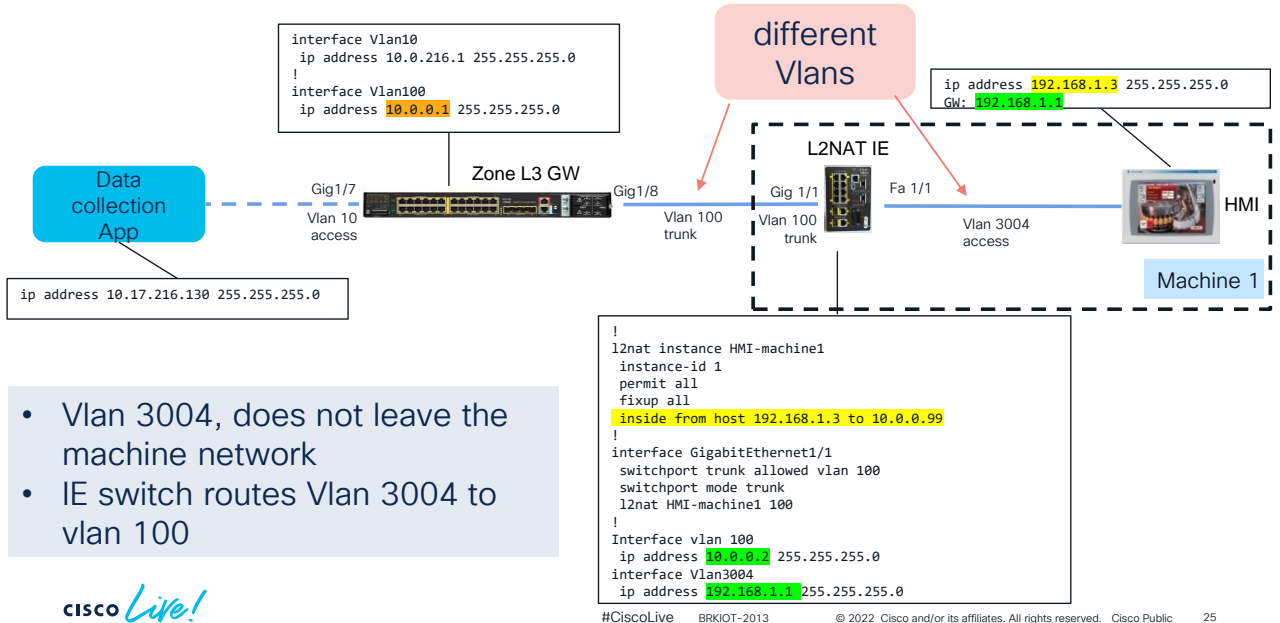 different
Vlans
interface Vlan10
ip address 10.0.216.1 255.255.255.0
!
interface Vlan100
ip address 10.0.0.1 255.255.255.0
ip address 192.168.1.3 255.255.255.0
GW: 192.168.1.1
L2NAT IE
Zone L3 GW
Data
collection
App
Gig1/7
Vlan 10
access
Gig1/8
Vlan 100
trunk
Gig 1/1
Vlan 100
trunk
Fa 1/1
Vlan 3004
access
HMI
Machine 1
ip address 10.17.216.130 255.255.255.0
!
l2nat instance HMI-machine1
instance-id 1
permit all
fixup all
inside from host 192.168.1.3 to 10.0.0.99
!
interface GigabitEthernet1/1
switchport trunk allowed vlan 100
switchport mode trunk
l2nat HMI-machine1 100
!
Interface vlan 100
ip address 10.0.0.2 255.255.255.0
interface Vlan3004
ip address 192.168.1.1 255.255.255.0
• Vlan 3004, does not leave the
machine network
• IE switch routes Vlan 3004 to
vlan 100
CISCO Live!
#CiscoLive BRKIOT-2013 © 2022 Cisco and/or its affiliates. All rights reserved. Cisco Public 25